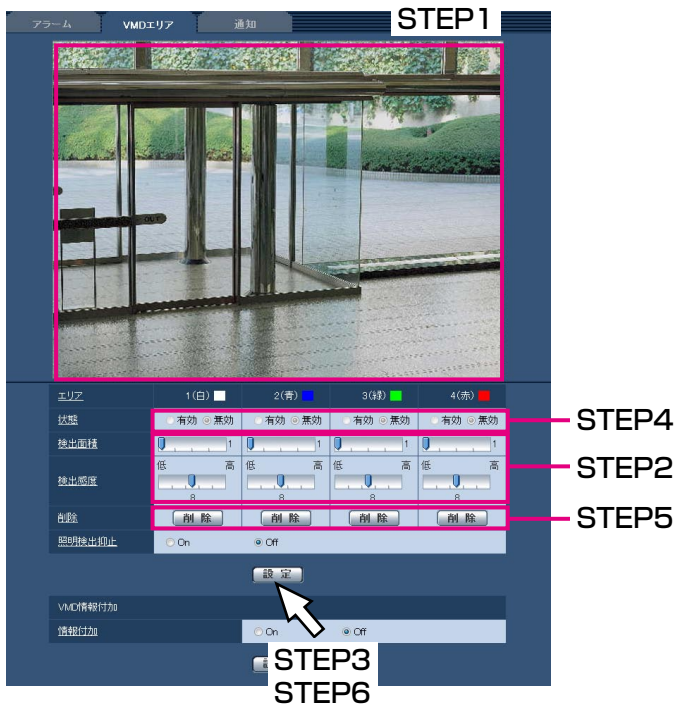 アラーム VMDエリア 通知 STEP1
OUT
エリア 1(白) 2(青) 3(緑) 4(赤)
状態 有効 無効 有効 無効 有効 無効 有効 無効 STEP4
検出面積 1 1 1 1
低 高 低 高 低 高 低 高 STEP2
検出感度
8 8 8 8
削除 削除 削除 削除 削除 STEP5
照明検出抑止 On Off
設定
VMD情報付加
情報付加 On Off
STEP3
STEP6